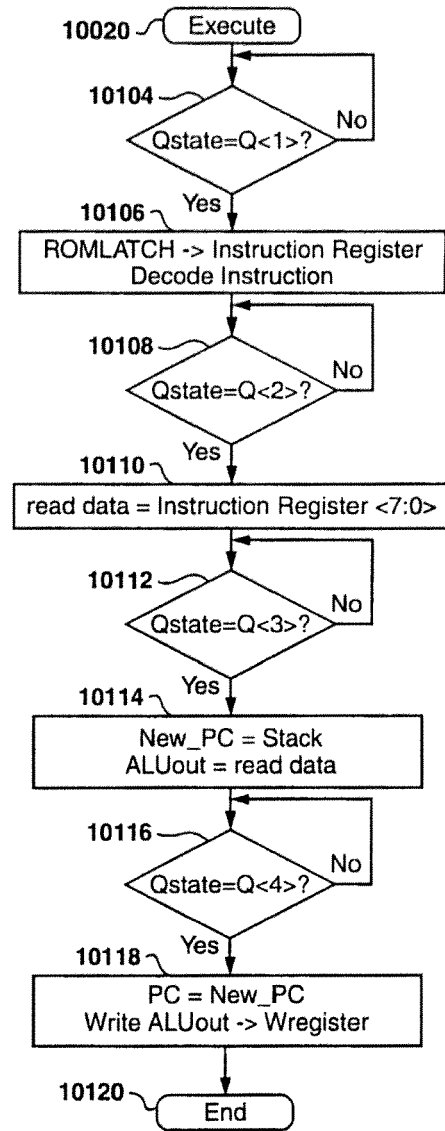 10020
Execute
10104
Qstate=Q<1>?
No
Yes
10106
ROMLATCH -> Instruction Register
Decode Instruction
10108
Qstate=Q<2>?
No
Yes
10110
read data = Instruction Register <7:0>
10112
Qstate=Q<3>?
No
Yes
10114
New_PC = Stack
ALUout = read data
10116
Qstate=Q<4>?
No
Yes
10118
PC = New_PC
Write ALUout -> Wregister
10120
End